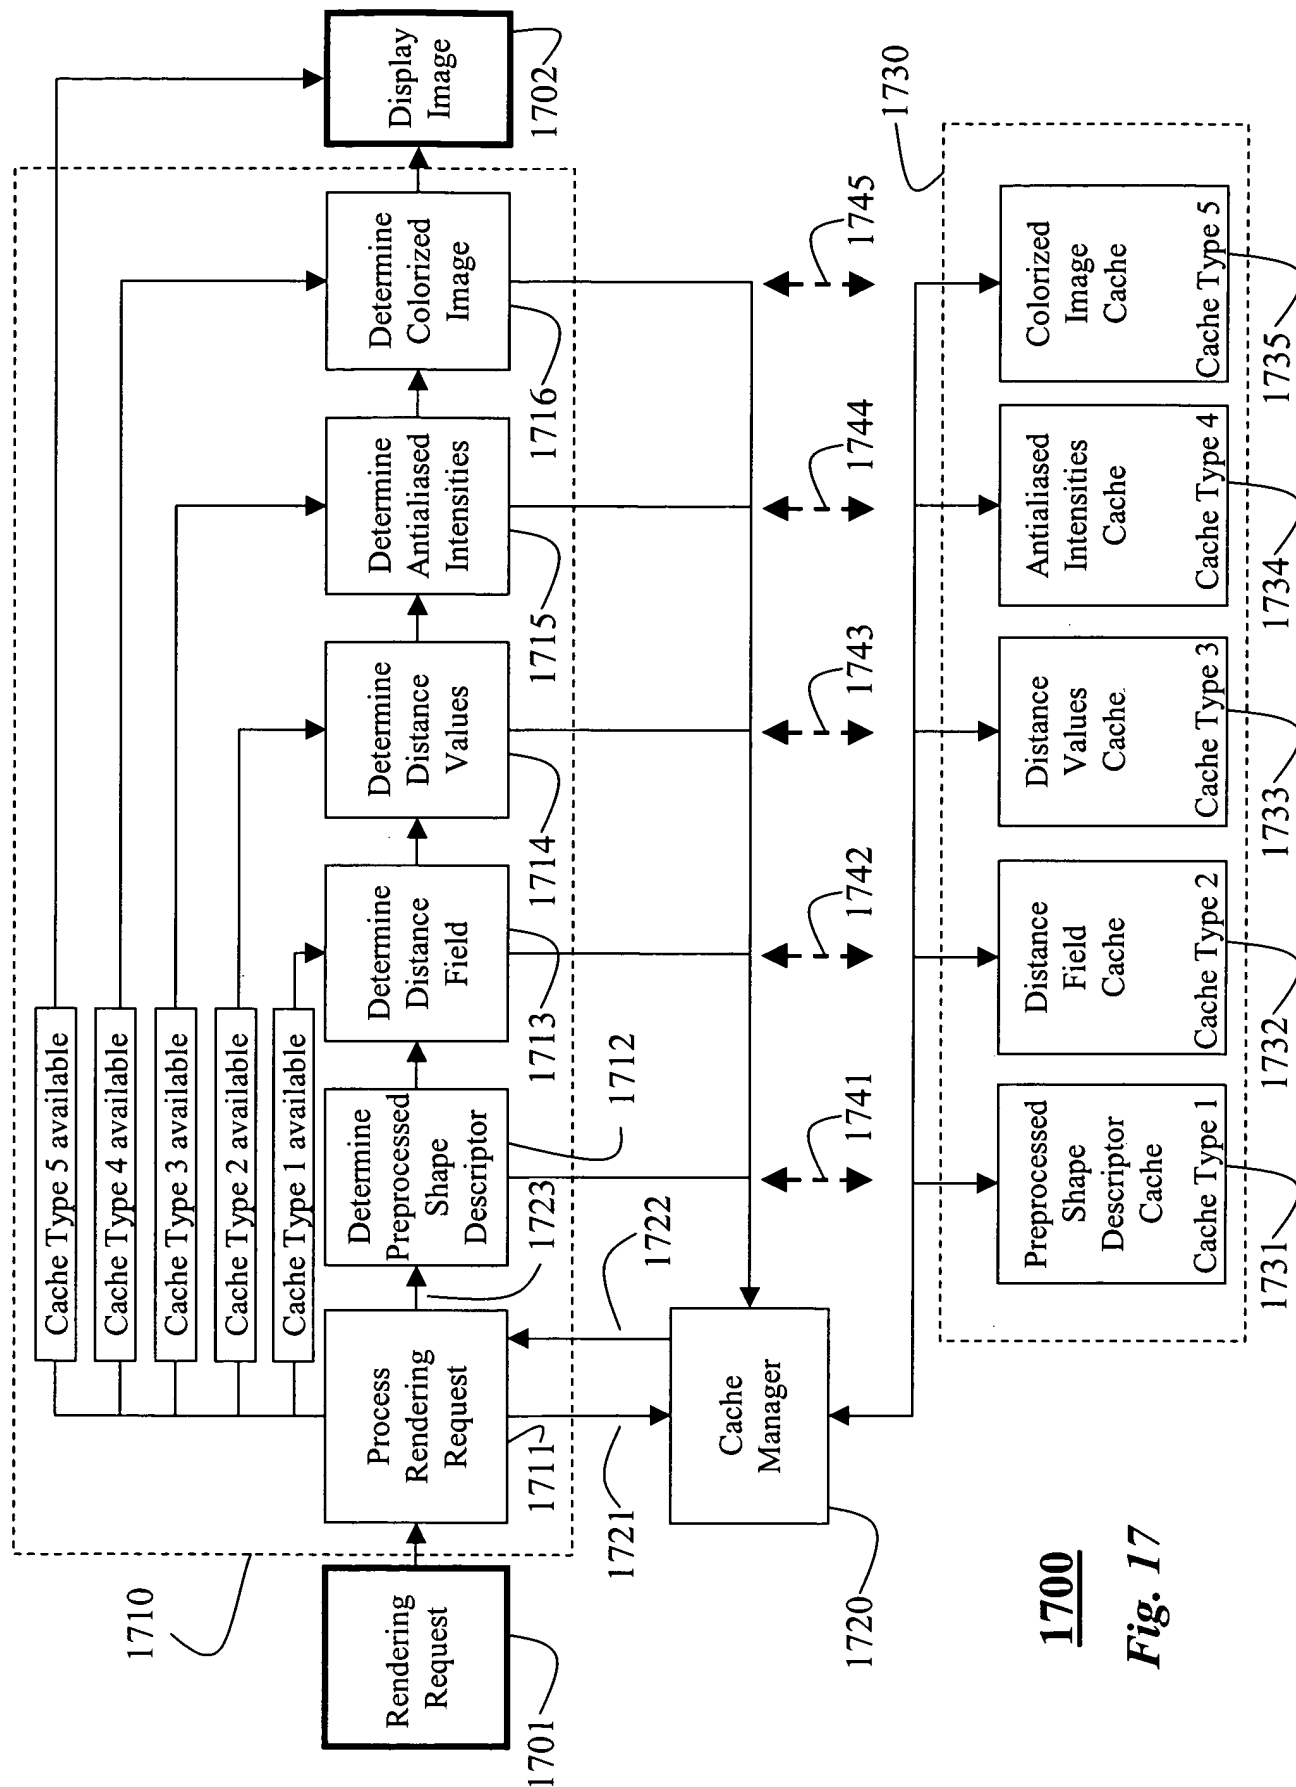 Cache Type 5 available
Cache Type 4 available
Cache Type 3 available
Cache Type 2 available
Cache Type 1 available
1710
Rendering
Request
1701
Process
Rendering
Request
1711
1723
Determine
Preprocessed
Shape
Descriptor
1712
Determine
Distance
Field
1713
Determine
Distance
Values
1714
Determine
Antialiased
Intensities
1715
Determine
Colorized
Image
1716
Display
Image
1702
1721
1722
Cache
Manager
1720
1741
1742
1743
1744
1745
1730
Preprocessed
Shape
Descriptor
Cache
Cache Type 1
1731
Distance
Field
Cache
Cache Type 2
1732
Distance
Values
Cache
Cache Type 3
1733
Antialiased
Intensities
Cache
Cache Type 4
1734
Colorized
Image
Cache
Cache Type 5
1735
1700
Fig. 17